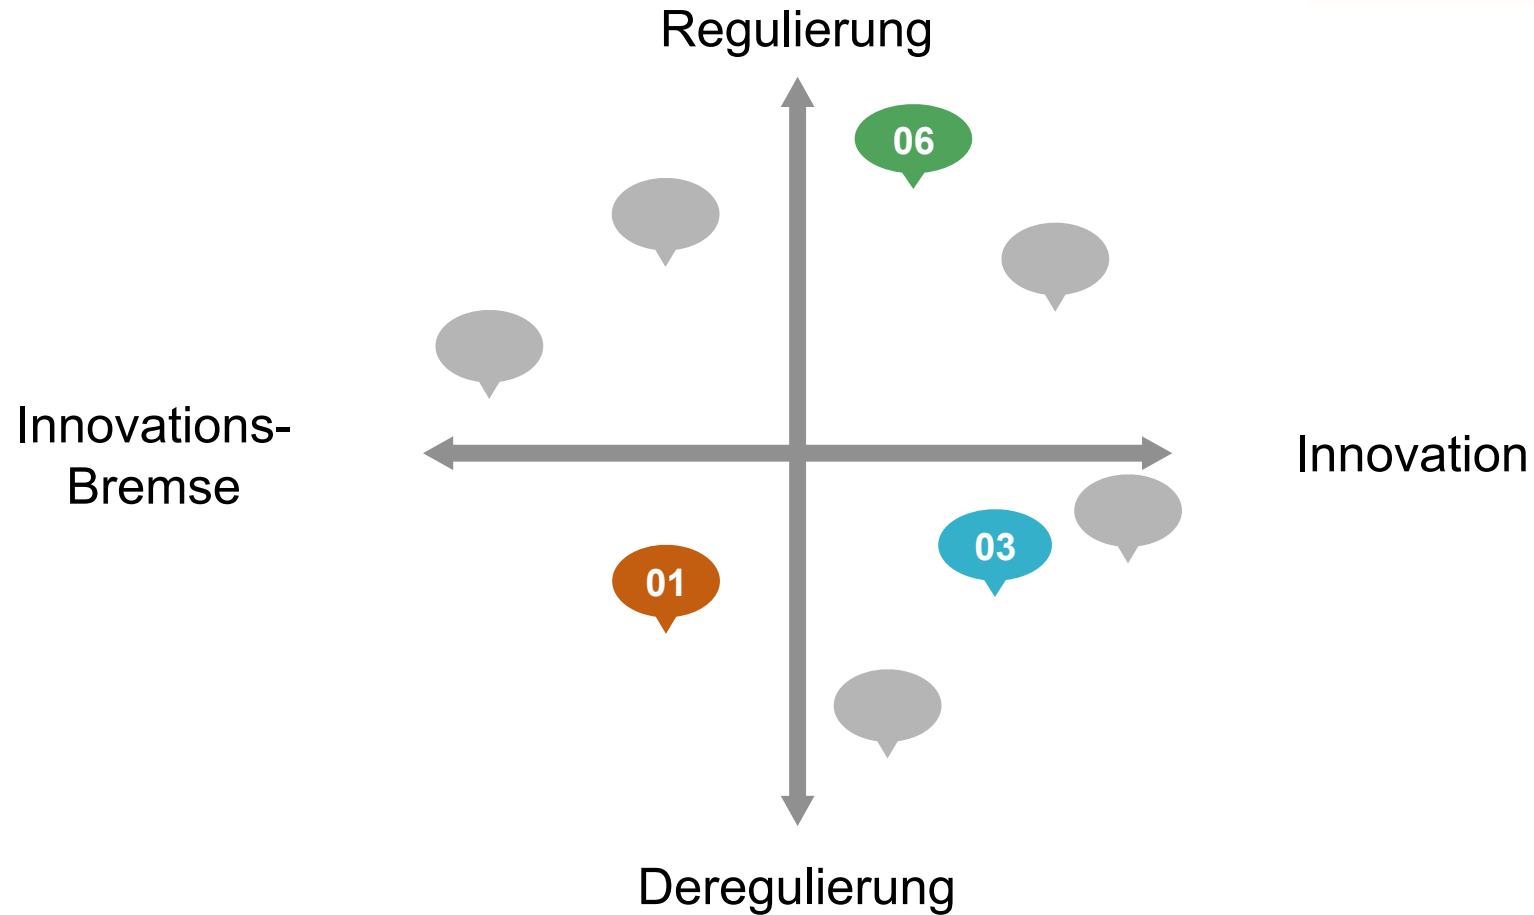 Regulierung
06
Innovations-
Bremse
Innovation
03
01
Deregulierung